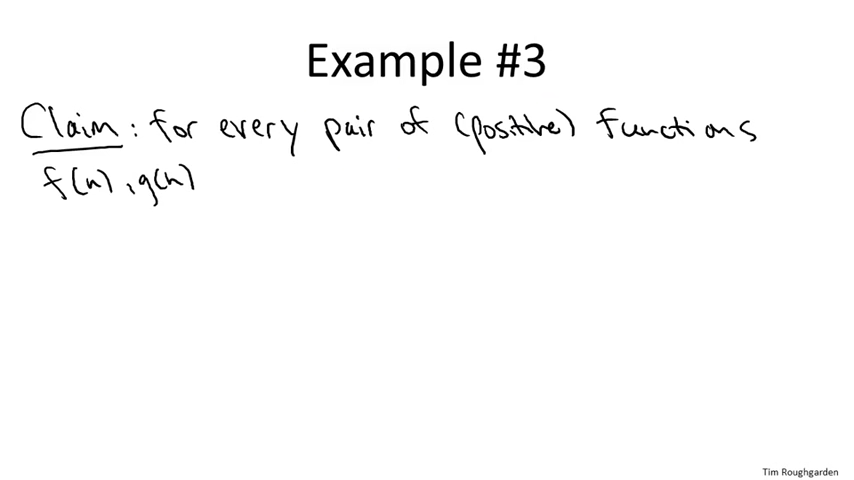 Example #3
Claim: for every pair of (positive) functions
f(n), g(n)
Tim Roughgarden